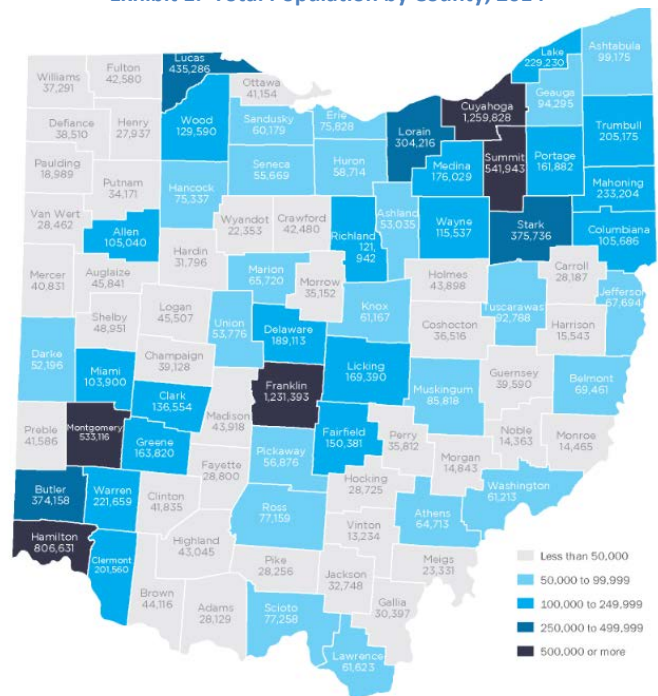 Lucas
435,286
Fulton
42,580
Williams
37,291
Ottawa
41,154
Lake
229,230
Ashtabula
99,175
Cuyahoga
1,259,828
Geauga
94,295
Defiance
38,510
Henry
27,937
Wood
129,590
Sandusky
60,179
Erie
75,828
Lorain
304,216
Trumbull
205,175
Paulding
18,989
Putnam
34,171
Hancock
75,337
Seneca
55,669
Huron
58,714
Medina
176,029
Summit
541,943
Portage
161,882
Mahoning
233,204
Van Wert
28,462
Allen
105,040
Wyandot
22,353
Crawford
42,480
Richland
121,
942
Ashland
53,035
Wayne
115,537
Stark
375,736
Columbiana
105,686
Hardin
31,796
Mercer
40,831
Auglaize
45,841
Marion
65,720
Morrow
35,152
Holmes
43,898
Carroll
28,187
Jefferson
67,694
Shelby
48,951
Logan
45,507
Union
53,776
Knox
61,167
Coshocton
36,516
Tuscarawas
92,788
Harrison
15,543
Delaware
189,113
Darke
52,196
Miami
103,900
Champaign
39,128
Clark
136,554
Franklin
1,231,393
Licking
169,390
Muskingum
85,818
Guernsey
39,590
Belmont
69,461
Madison
43,918
Preble
41,586
Montgomery
533,116
Greene
163,820
Fairfield
150,381
Perry
35,812
Noble
14,363
Monroe
14,465
Morgan
14,843
Pickaway
56,876
Fayette
28,800
Hocking
28,725
Washington
61,213
Butler
374,158
Warren
221,659
Clinton
41,835
Ross
77,159
Athens
64,713
Vinton
13,234
Hamilton
806,631
Clermont
201,560
Highland
43,045
Pike
28,256
Jackson
32,748
Meigs
23,331
Brown
44,116
Adams
28,129
Scioto
77,258
Gallia
30,397
Lawrence
61,623
Less than 50,000
50,000 to 99,999
100,000 to 249,999
250,000 to 499,999
500,000 or more